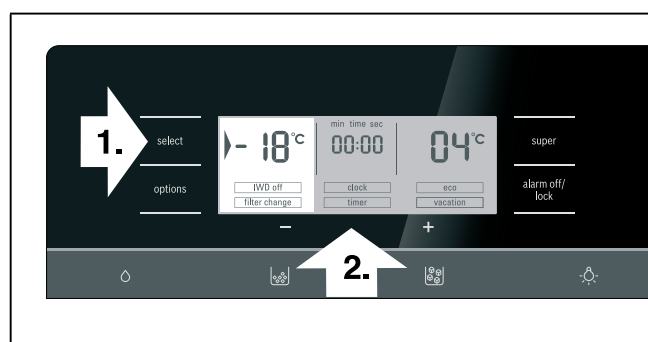 1.
select
options
- 18°C
IWD off
filter change
min time sec
00:00
clock
timer
04°C
eco
vacation
super
alarm off/
lock
− +
2.